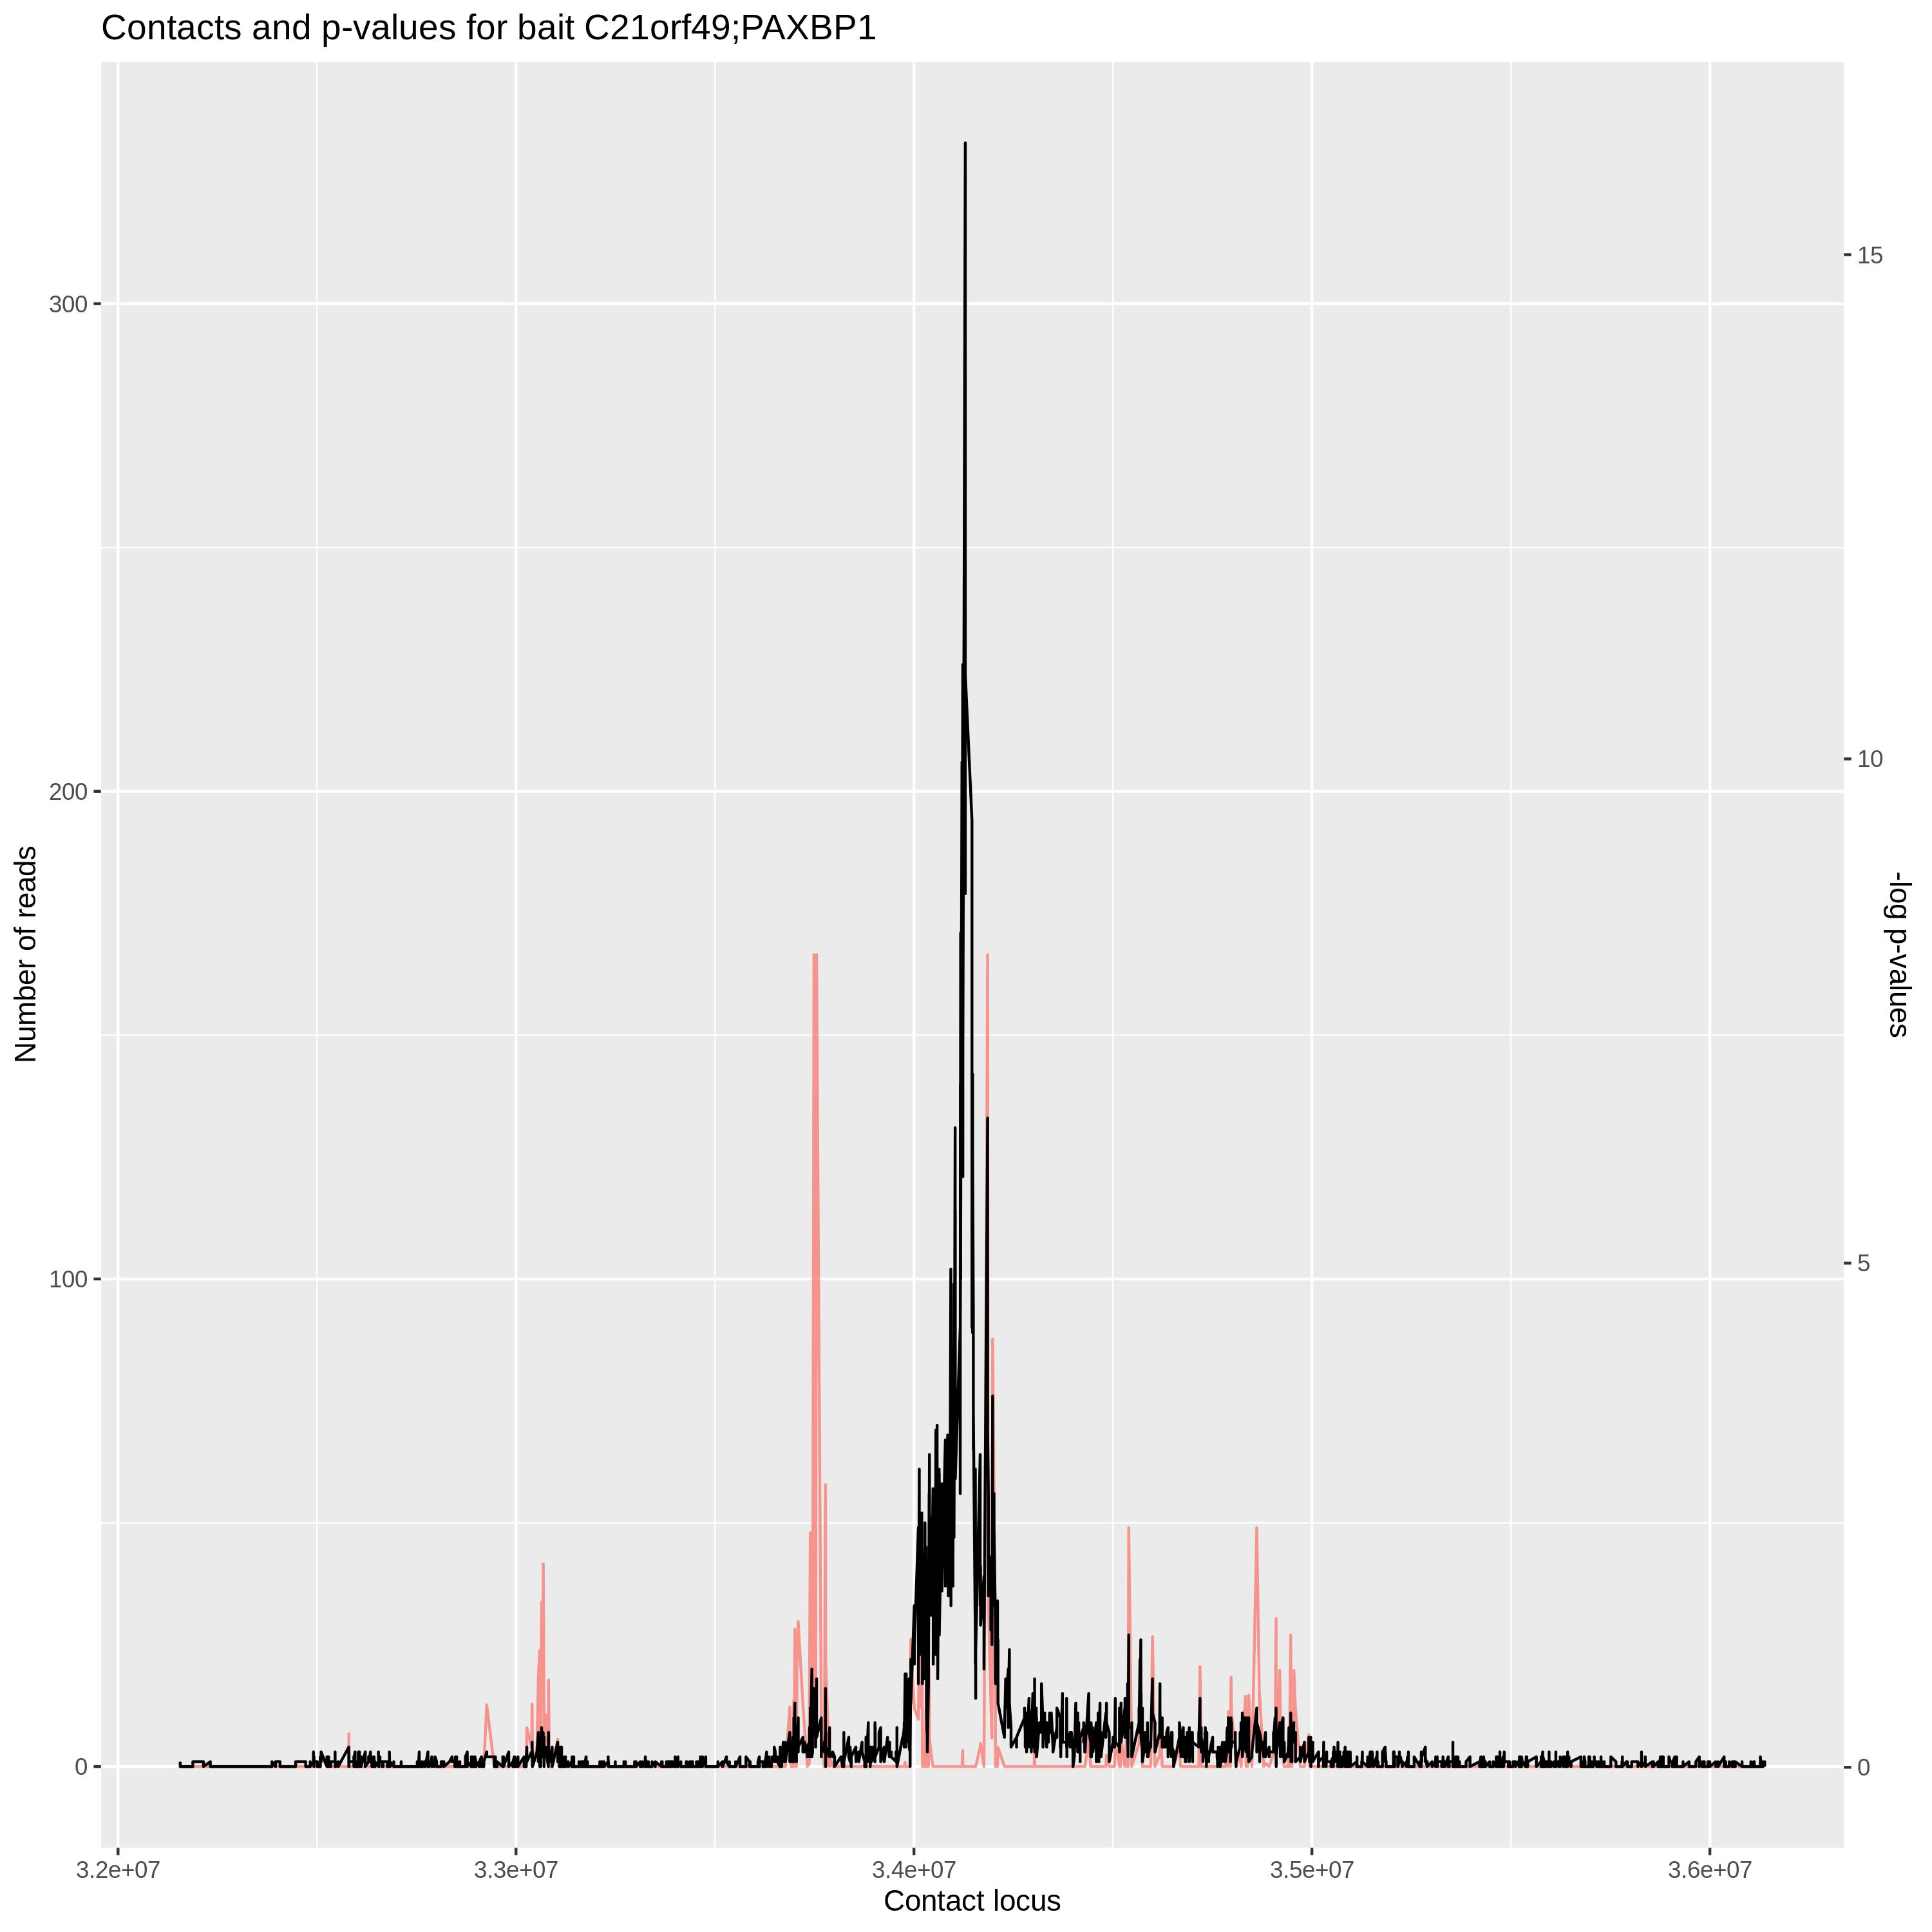 Contacts and p-values for bait C21orf49;PAXBP1
Number of reads
300
200
100
0
15
10
5
0
-log p-values
3.2e+07 3.3e+07 3.4e+07 3.5e+07 3.6e+07
Contact locus